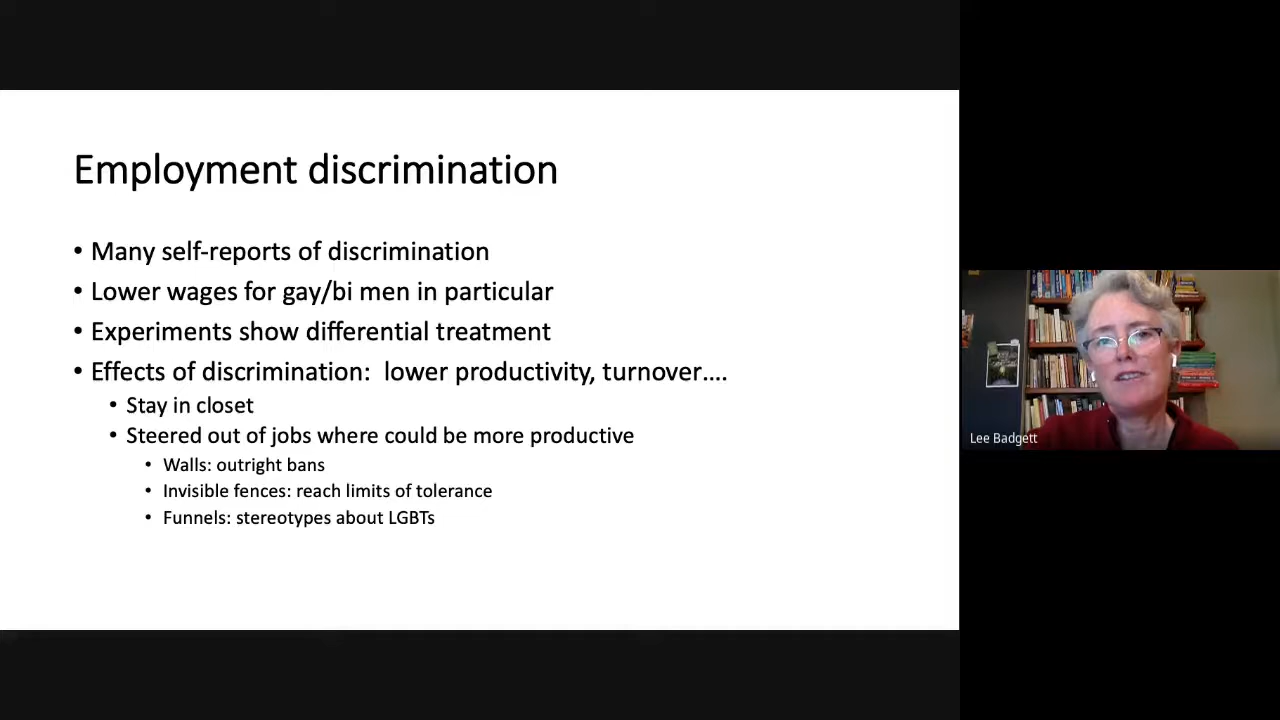 Employment discrimination
• Many self-reports of discrimination
• Lower wages for gay/bi men in particular
• Experiments show differential treatment
• Effects of discrimination:  lower productivity, turnover....
• Stay in closet
• Steered out of jobs where could be more productive
• Walls: outright bans
• Invisible fences: reach limits of tolerance
• Funnels: stereotypes about LGBTs
Lee Badgett